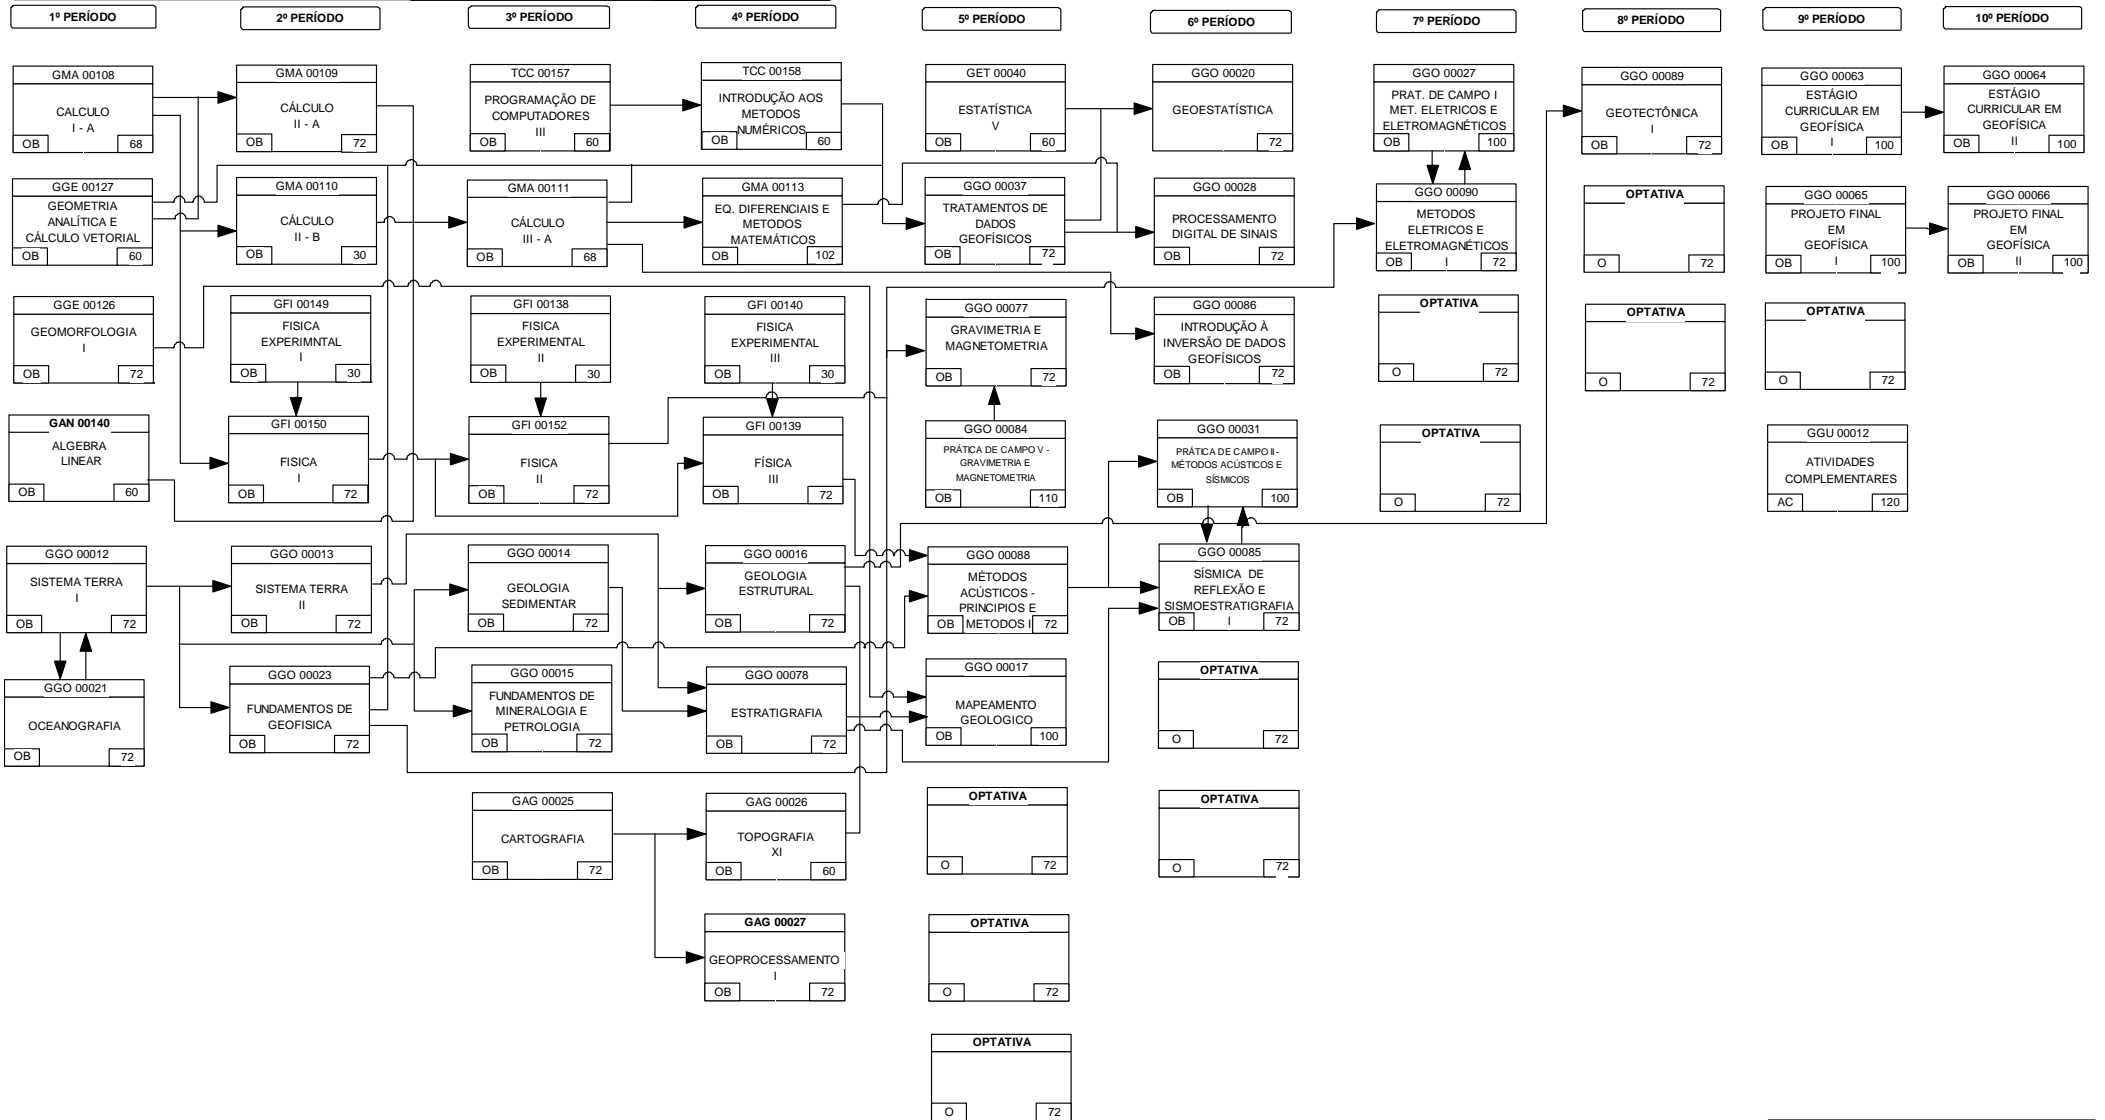 1º PERÍODO
2º PERÍODO
3º PERÍODO
4º PERÍODO
5º PERÍODO
6º PERÍODO
7º PERÍODO
8º PERÍODO
9º PERÍODO
10º PERÍODO
GMA 00108
CALCULO
I - A
OB 68
GGE 00127
GEOMETRIA
ANALÍTICA E
CÁLCULO VETORIAL
OB 60
GGE 00126
GEOMORFOLOGIA
I
OB 72
GAN 00140
ALGEBRA
LINEAR
OB 60
GGO 00012
SISTEMA TERRA
I
OB 72
GGO 00021
OCEANOGRAFIA
OB 72
GMA 00109
CÁLCULO
II - A
OB 72
GMA 00110
CÁLCULO
II - B
OB 30
GFI 00149
FISICA
EXPERIMNTAL
I
OB 30
GFI 00150
FISICA
I
OB 72
GGO 00013
SISTEMA TERRA
II
OB 72
GGO 00023
FUNDAMENTOS DE
GEOFISICA
OB 72
TCC 00157
PROGRAMAÇÃO DE
COMPUTADORES
III
OB 60
GMA 00111
CÁLCULO
III - A
OB 68
GFI 00138
FISICA
EXPERIMENTAL
II
OB 30
GFI 00152
FISICA
II
OB 72
GGO 00014
GEOLOGIA
SEDIMENTAR
OB 72
GGO 00015
FUNDAMENTOS DE
MINERALOGIA E
PETROLOGIA
OB 72
GAG 00025
CARTOGRAFIA
OB 72
TCC 00158
INTRODUÇÃO AOS
METODOS
NUMÉRICOS
OB 60
GMA 00113
EQ. DIFERENCIAIS E
METODOS
MATEMÁTICOS
OB 102
GFI 00140
FISICA
EXPERIMENTAL
III
OB 30
GFI 00139
FÍSICA
III
OB 72
GGO 00016
GEOLOGIA
ESTRUTURAL
OB 72
GGO 00078
ESTRATIGRAFIA
OB 72
GAG 00026
TOPOGRAFIA
XI
OB 60
GAG 00027
GEOPROCESSAMENTO
I
OB 72
GET 00040
ESTATÍSTICA
V
OB 60
GGO 00037
TRATAMENTOS DE
DADOS
GEOFÍSICOS
OB 72
GGO 00077
GRAVIMETRIA E
MAGNETOMETRIA
OB 72
GGO 00084
PRÁTICA DE CAMPO V -
GRAVIMETRIA E
MAGNETOMETRIA
OB 110
GGO 00088
MÉTODOS
ACÚSTICOS -
PRINCIPIOS E
OB METODOS I 72
GGO 00017
MAPEAMENTO
GEOLOGICO
OB 100
OPTATIVA
O 72
OPTATIVA
O 72
OPTATIVA
O 72
GGO 00020
GEOESTATÍSTICA
72
GGO 00028
PROCESSAMENTO
DIGITAL DE SINAIS
OB 72
GGO 00086
INTRODUÇÃO À
INVERSÃO DE DADOS
GEOFÍSICOS
OB 72
GGO 00031
PRÁTICA DE CAMPO II -
MÉTODOS ACÚSTICOS E
SÍSMICOS
OB 100
GGO 00085
SÍSMICA DE
REFLEXÃO E
SISMOESTRATIGRAFIA
OB I 72
OPTATIVA
O 72
OPTATIVA
O 72
GGO 00027
PRAT. DE CAMPO I
MET. ELETRICOS E
ELETROMAGNÉTICOS
OB 100
GGO 00090
METODOS
ELETRICOS E
ELETROMAGNÉTICOS
OB I 72
OPTATIVA
O 72
OPTATIVA
O 72
GGO 00089
GEOTECTÔNICA
I
OB 72
OPTATIVA
O 72
OPTATIVA
O 72
GGO 00063
ESTÁGIO
CURRICULAR EM
GEOFÍSICA
OB I 100
GGO 00065
PROJETO FINAL
EM
GEOFÍSICA
OB I 100
OPTATIVA
O 72
GGU 00012
ATIVIDADES
COMPLEMENTARES
AC 120
GGO 00064
ESTÁGIO
CURRICULAR EM
GEOFÍSICA
OB II 100
GGO 00066
PROJETO FINAL
EM
GEOFÍSICA
OB II 100